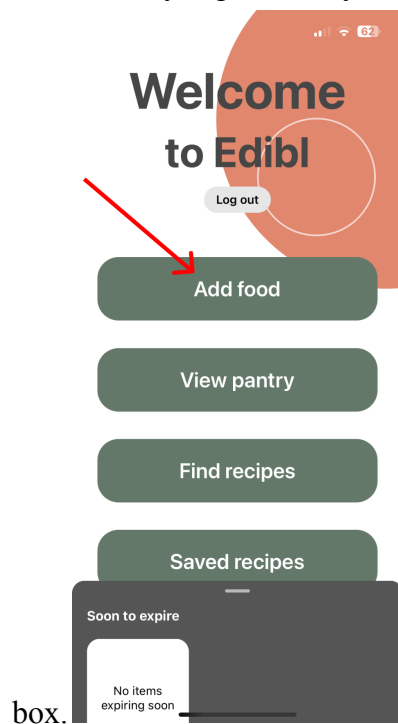 62
Welcome
to Edibl
Log out
Add food
View pantry
Find recipes
Saved recipes
Soon to expire
No items
expiring soon
box.